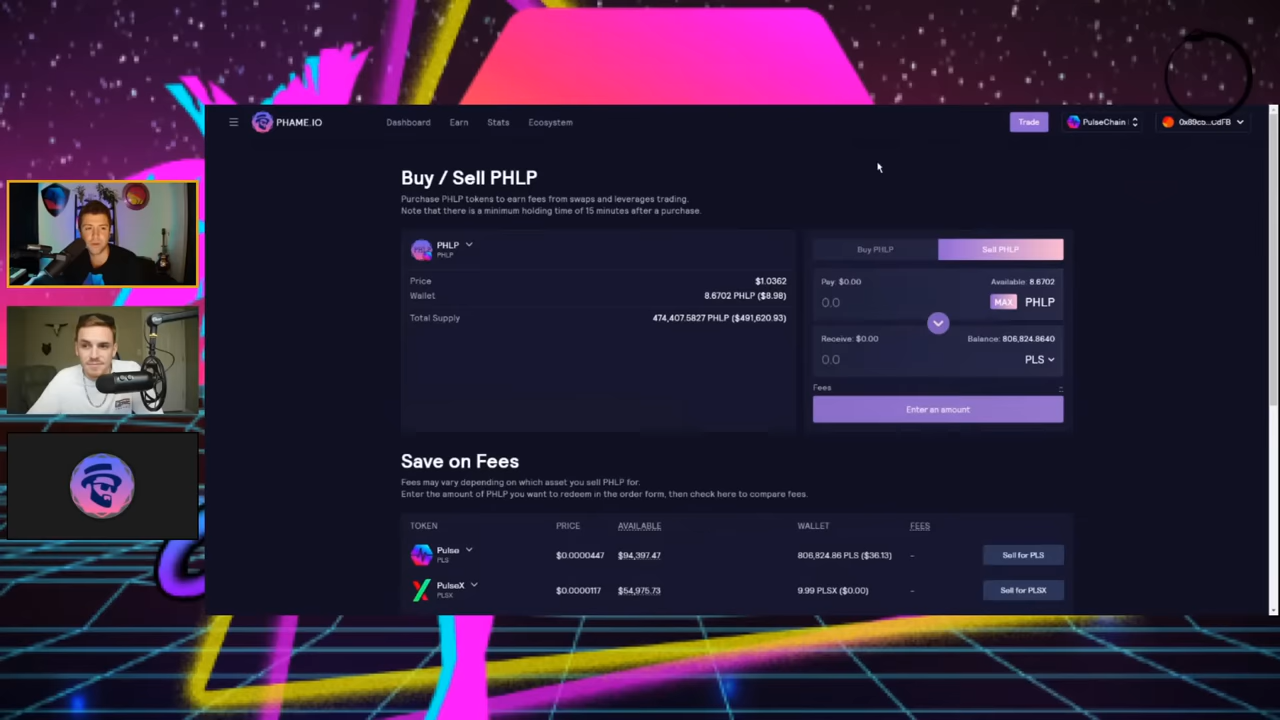 PHAME.IO
Dashboard Earn Stats Ecosystem
Trade PulseChain
Buy / Sell PHLP
Purchase PHLP tokens to earn fees from swaps and leverages trading.
Note that there is a minimum holding time of 15 minutes after a purchase.
PHLP
PHLP
Price $1.0362
Wallet 8.6702 PHLP ($8.98)
Total Supply 474,407.5827 PHLP ($491,620.93)
Buy PHLP Sell PHLP
Pay: $0.00 Available: 8.6702
0.0 MAX PHLP
Receive: $0.00 Balance: 806,824.8640
0.0 PLS
Fees -
Enter an amount
Save on Fees
Fees may vary depending on which asset you sell PHLP for.
Enter the amount of PHLP you want to redeem in the order form, then check here to compare fees.
TOKEN PRICE AVAILABLE WALLET FEES
Pulse
PLS
$0.0000447 $94,397.47 806,824.86 PLS ($36.13) - Sell for PLS
PulseX
PLSX
$0.0000117 $54,975.73 9.99 PLSX ($0.00) - Sell for PLSX